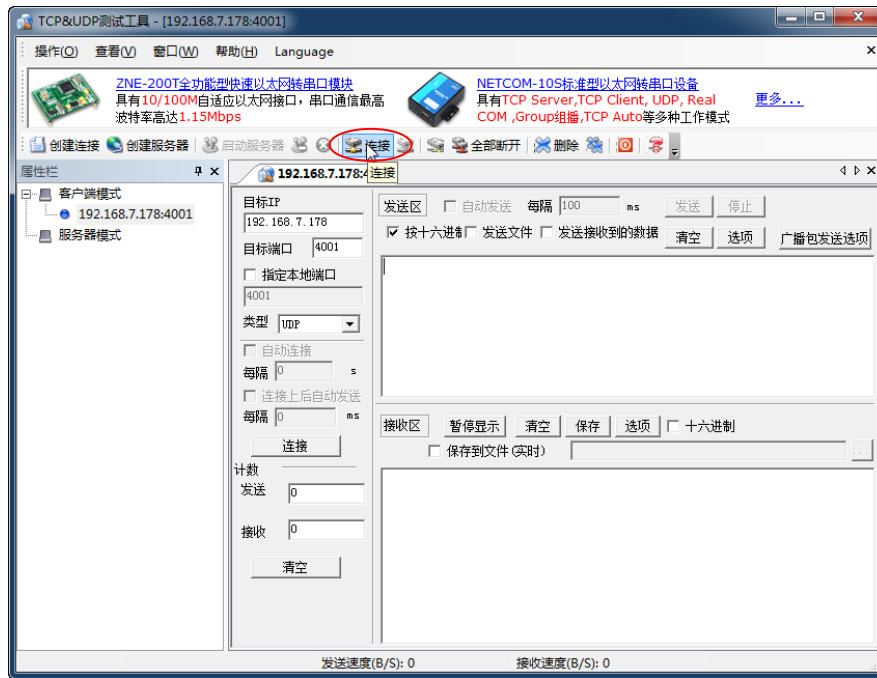 TCP&UDP测试工具 - [192.168.7.178:4001]
操作(O) 查看(V) 窗口(W) 帮助(H) Language
ZNE-200T全功能型快速以太网转串口模块
具有10/100M自适应以太网接口，串口通信最高
波特率高达1.15Mbps
NETCOM-10S标准型以太网转串口设备
具有TCP Server,TCP Client, UDP, Real
COM ,Group组播,TCP Auto等多种工作模式
更多...
创建连接 创建服务器 启动服务器 连接 全部断开 删除
属性栏
192.168.7.178:4
连接
客户端模式
192.168.7.178:4001
服务器模式
目标IP
192.168.7.178
目标端口 4001
指定本地端口
4001
类型 UDP
自动连接
每隔 0 s
连接上后自动发送
每隔 0 ms
连接
计数
发送 0
接收 0
清空
发送区 自动发送 每隔 100 ms 发送 停止
按十六进制 发送文件 发送接收到的数据 清空 选项 广播包发送选项
接收区 暂停显示 清空 保存 选项 十六进制
保存到文件(实时) ...
发送速度(B/S): 0 接收速度(B/S): 0